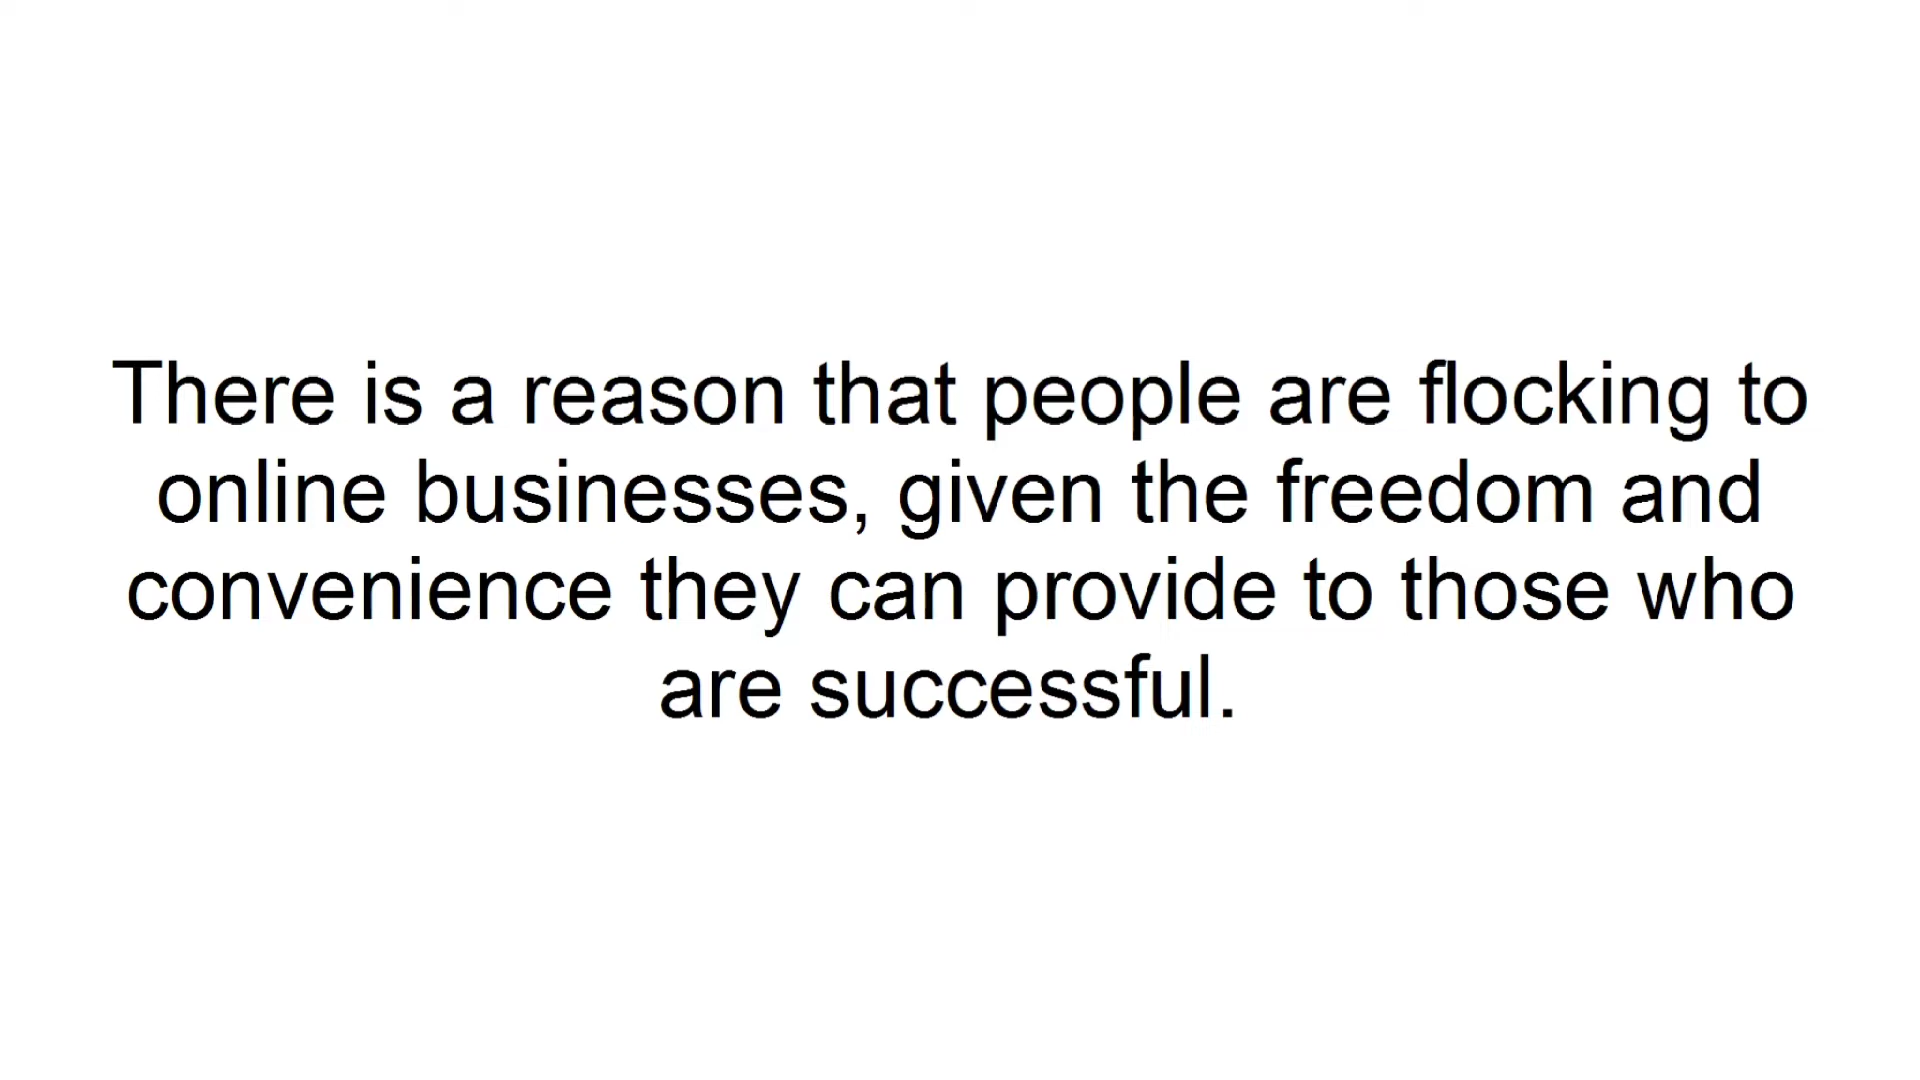 There is a reason that people are flocking to
online businesses, given the freedom and
convenience they can provide to those who
are successful.